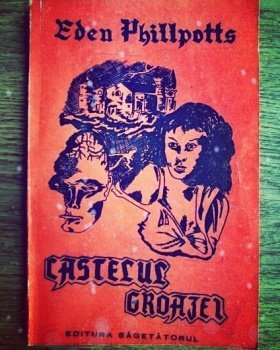 Eden Phillpotts
CASTELUL
GROAZEI
EDITURA SĂGETĂTORUL